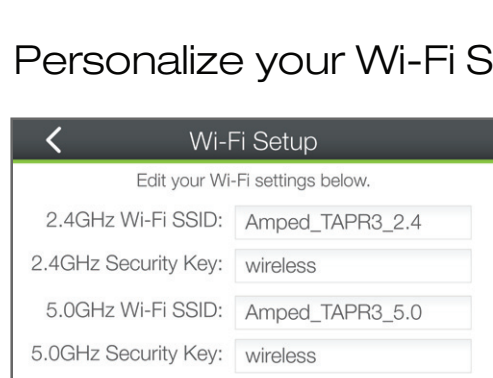 Personalize your Wi-Fi S
Wi-Fi Setup
Edit your Wi-Fi settings below.
2.4GHz Wi-Fi SSID: Amped_TAPR3_2.4
2.4GHz Security Key: wireless
5.0GHz Wi-Fi SSID: Amped_TAPR3_5.0
5.0GHz Security Key: wireless